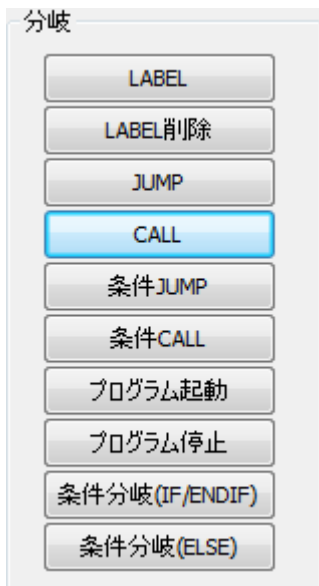 分岐
LABEL
LABEL削除
JUMP
CALL
条件JUMP
条件CALL
プログラム起動
プログラム停止
条件分岐(IF/ENDIF)
条件分岐(ELSE)